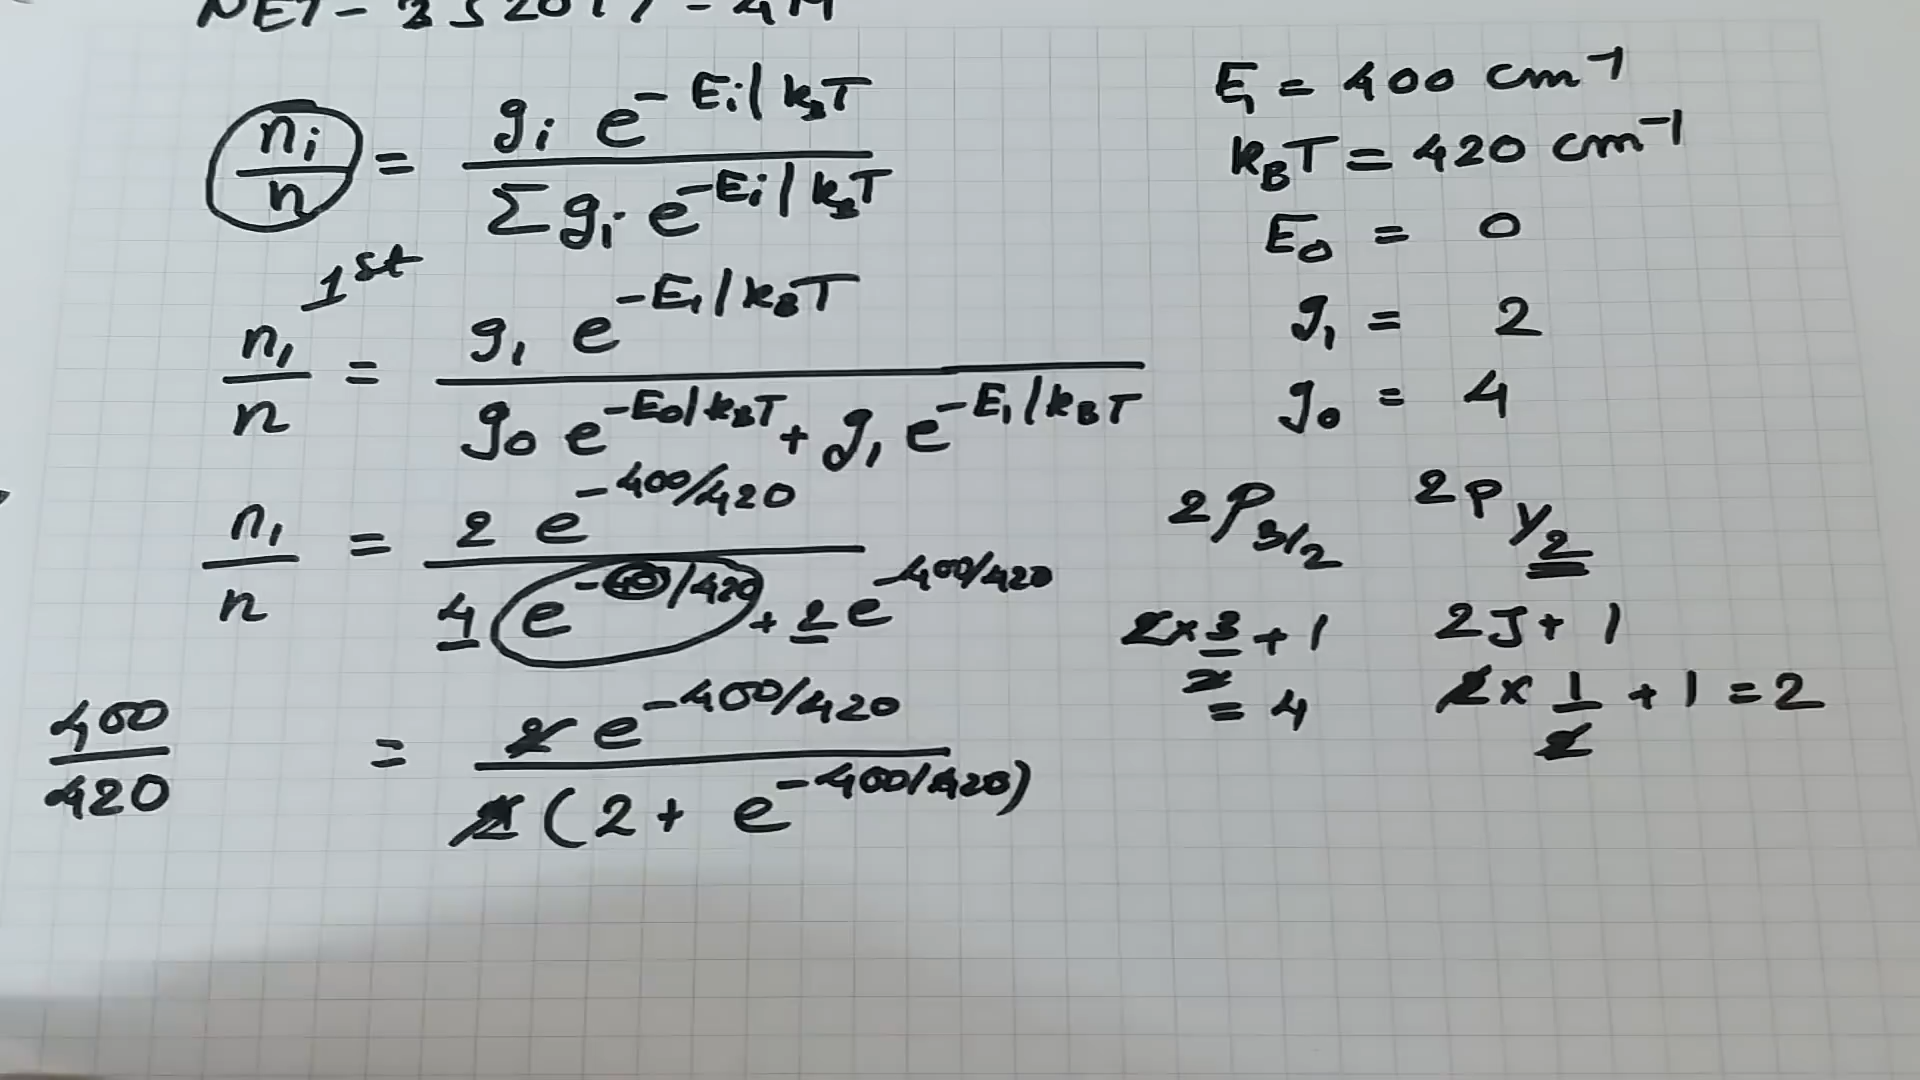 NET-
nᵢ/n = gᵢ e^(-Eᵢ/k_BT) / Σ gᵢ e^(-Eᵢ/k_BT)
1st
n₁/n = g₁ e^(-E₁/k_BT) / g₀ e^(-E₀/k_BT) + g₁ e^(-E₁/k_BT)
n₁/n = 2 e^(-400/420) / 4 e^(-0/420) + 2 e^(-400/420)
400/420
= 2 e^(-400/420) / 2 (2 + e^(-400/420))
E₁ = 400 cm⁻¹
k_BT = 420 cm⁻¹
E₀ = 0
g₁ = 2
g₀ = 4
2P₃/₂ 2P₁/₂
2 × 3/2 + 1 2J + 1
= 4 2 × 1/2 + 1 = 2